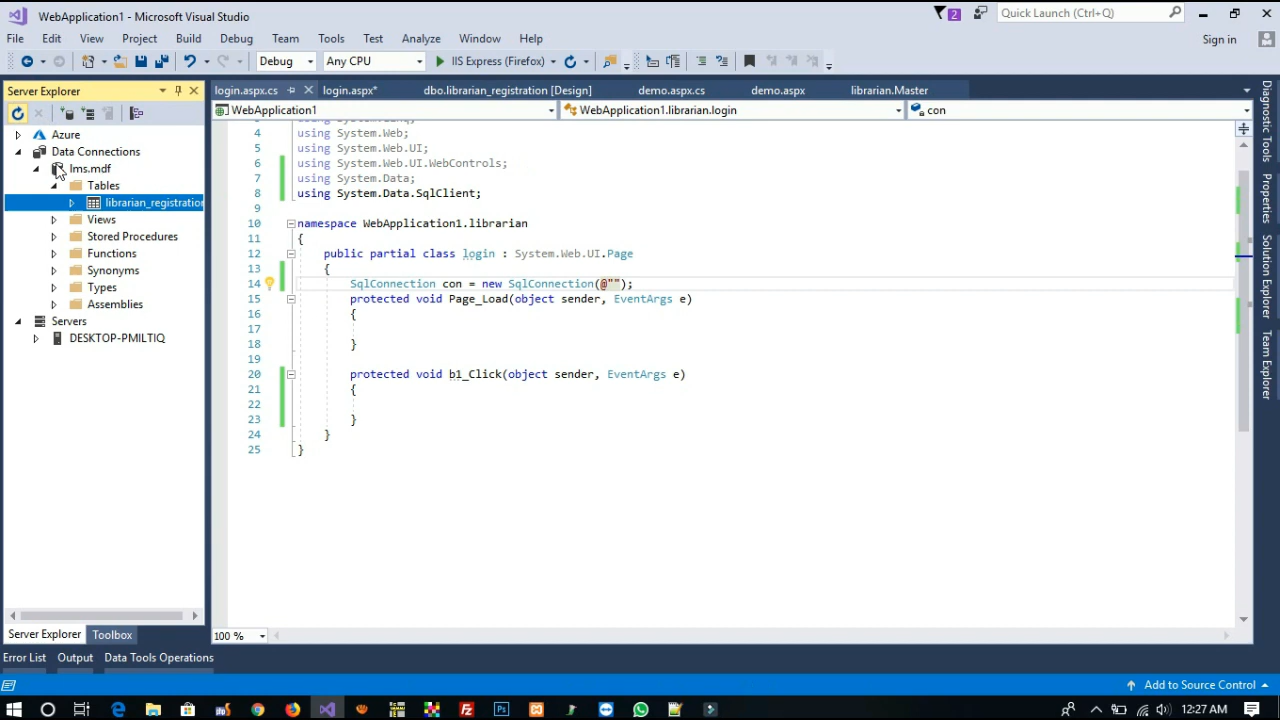 WebApplication1 - Microsoft Visual Studio
2
Quick Launch (Ctrl+Q)
File Edit View Project Build Debug Team Tools Test Analyze Window Help
Sign in
Debug Any CPU IIS Express (Firefox)
Server Explorer
login.aspx.cs login.aspx* dbo.librarian_registration [Design] demo.aspx.cs demo.aspx librarian.Master
WebApplication1 WebApplication1.librarian.login con
Azure
Data Connections
lms.mdf
Tables
librarian_registration
Views
Stored Procedures
Functions
Synonyms
Types
Assemblies
Servers
DESKTOP-PMILTIQ
4 using System.Web;
5 using System.Web.UI;
6 using System.Web.UI.WebControls;
7 using System.Data;
8 using System.Data.SqlClient;
9
10 namespace WebApplication1.librarian
11 {
12 public partial class login : System.Web.UI.Page
13 {
14 SqlConnection con = new SqlConnection(@"");
15 protected void Page_Load(object sender, EventArgs e)
16 {
17
18 }
19
20 protected void b1_Click(object sender, EventArgs e)
21 {
22
23 }
24 }
25 }
Diagnostic Tools
Properties
Solution Explorer
Team Explorer
100 %
Server Explorer Toolbox
Error List Output Data Tools Operations
Add to Source Control
12:27 AM